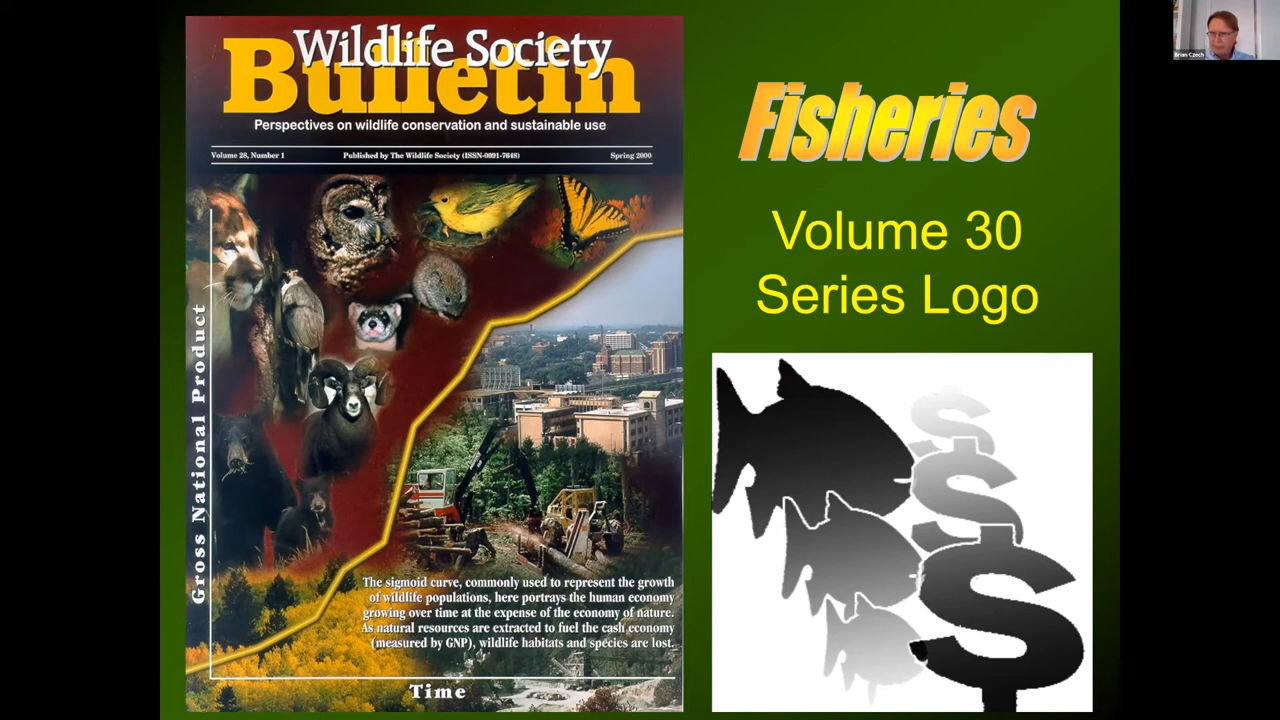 Wildlife Society
Bulletin
Perspectives on wildlife conservation and sustainable use
Volume 28, Number 1
Published by The Wildlife Society (ISSN-0091-7648)
Spring 2000
Gross National Product
The sigmoid curve, commonly used to represent the growth
of wildlife populations, here portrays the human economy
growing over time at the expense of the economy of nature.
As natural resources are extracted to fuel the cash economy
(measured by GNP), wildlife habitats and species are lost.
Time
Fisheries
Volume 30
Series Logo
$
$
$
Brian Czech